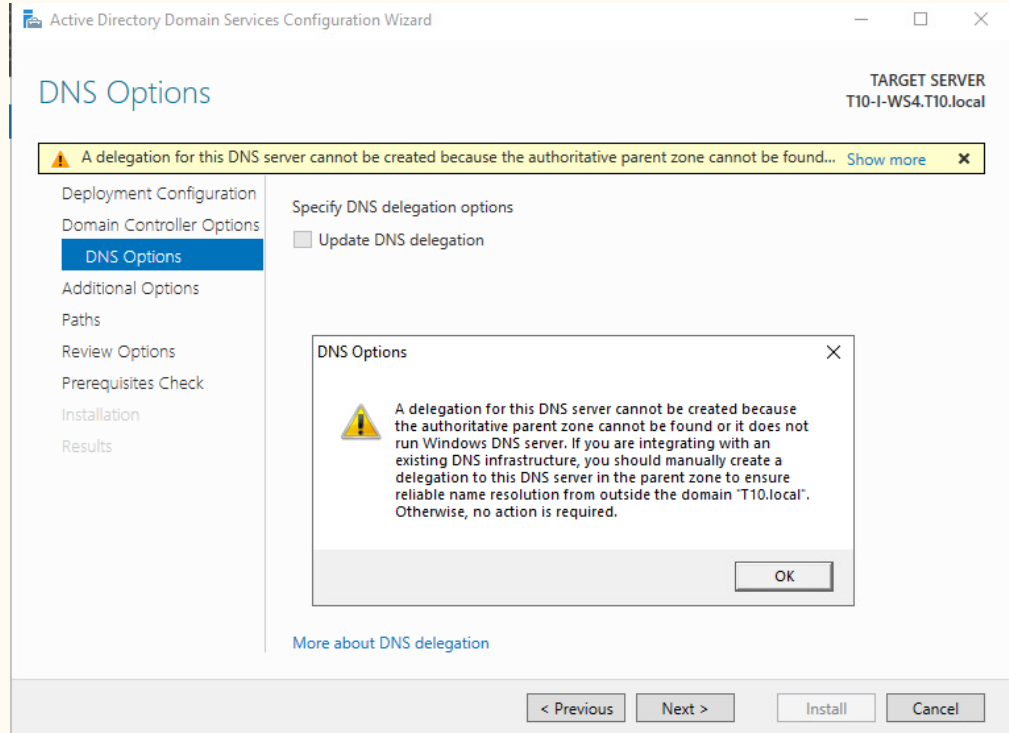 Active Directory Domain Services Configuration Wizard
DNS Options
TARGET SERVER
T10-I-WS4.T10.local
A delegation for this DNS server cannot be created because the authoritative parent zone cannot be found... Show more
Deployment Configuration
Domain Controller Options
DNS Options
Additional Options
Paths
Review Options
Prerequisites Check
Installation
Results
Specify DNS delegation options
Update DNS delegation
DNS Options
A delegation for this DNS server cannot be created because
the authoritative parent zone cannot be found or it does not
run Windows DNS server. If you are integrating with an
existing DNS infrastructure, you should manually create a
delegation to this DNS server in the parent zone to ensure
reliable name resolution from outside the domain "T10.local".
Otherwise, no action is required.
OK
More about DNS delegation
< Previous
Next >
Install
Cancel